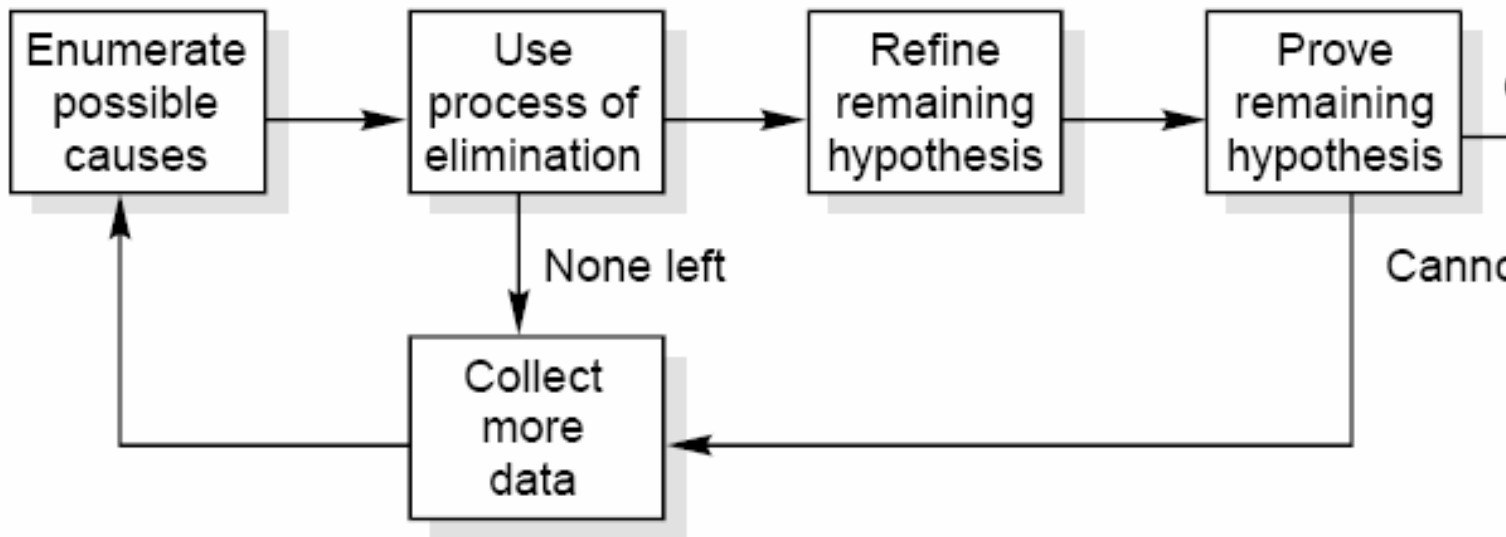 Enumerate
possible
causes
Use
process of
elimination
Refine
remaining
hypothesis
Prove
remaining
hypothesis
None left
Collect
more
data